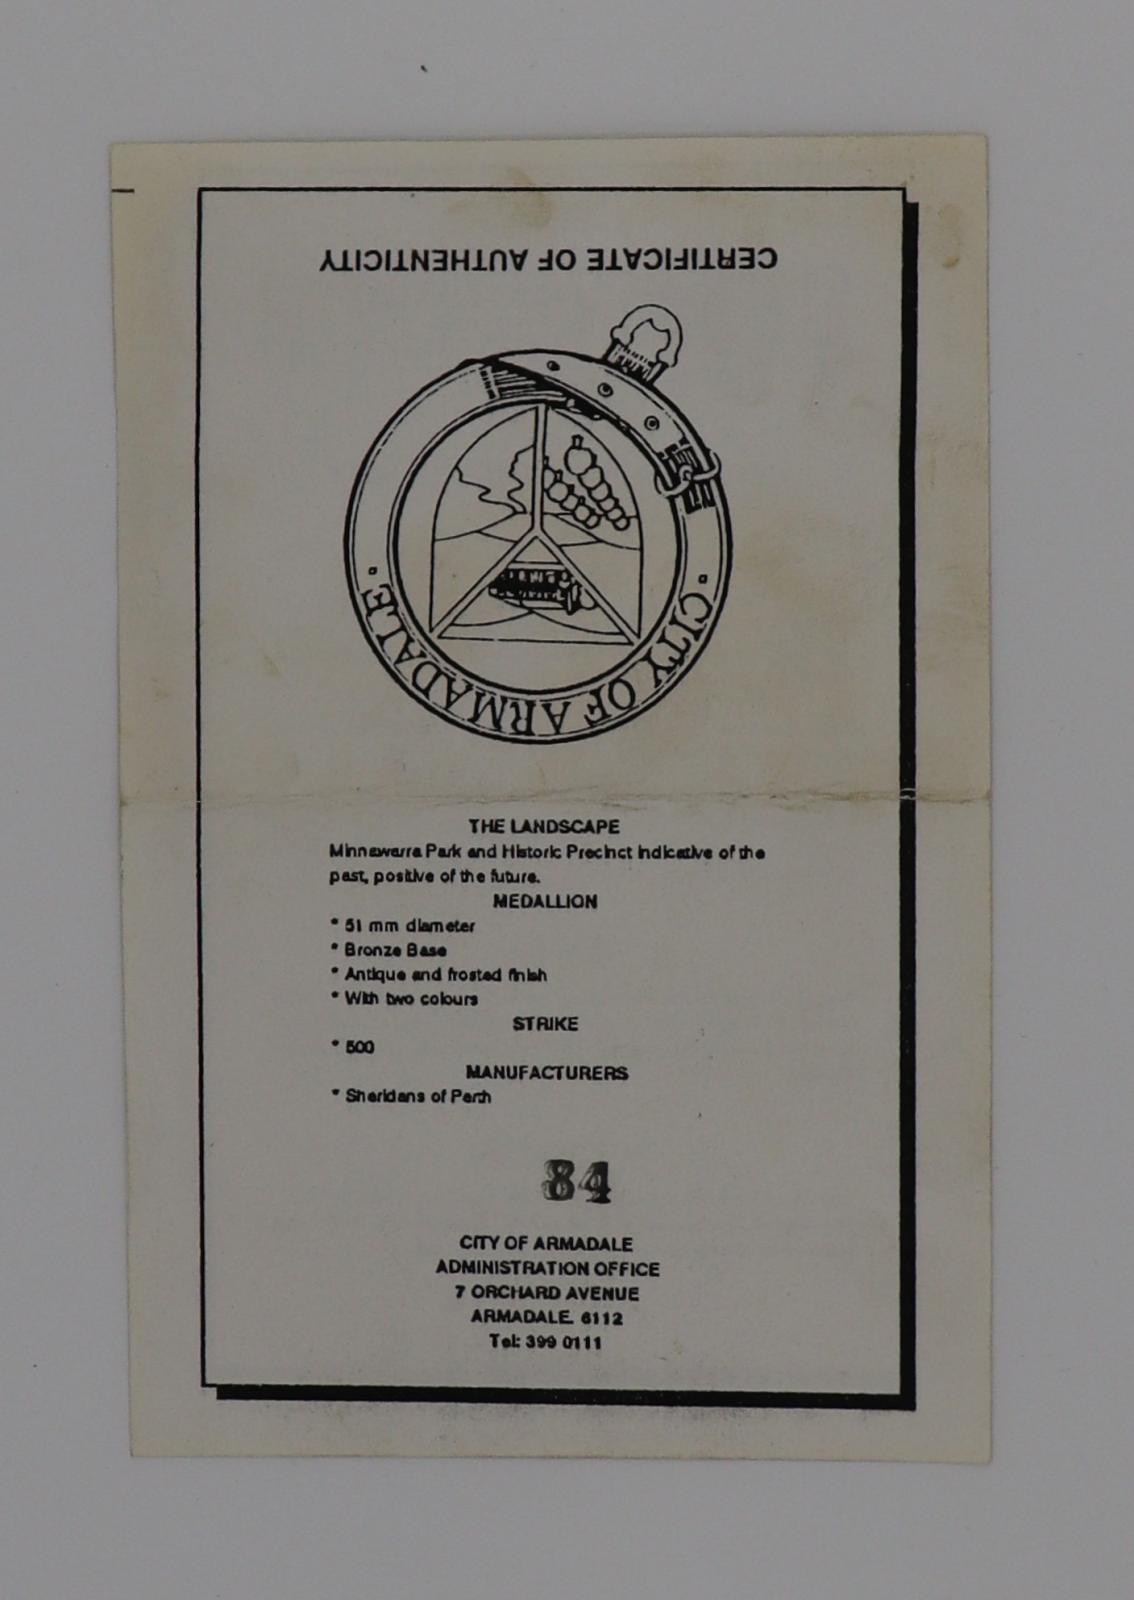 CERTIFICATE OF AUTHENTICITY
CITY OF ARMADALE
THE LANDSCAPE
Minnawarra Park and Historic Precinct indicative of the
past, positive of the future.
MEDALLION
* 51 mm diameter
* Bronze Base
* Antique and frosted finish
* With two colours
STRIKE
* 500
MANUFACTURERS
* Sheridans of Perth
84
CITY OF ARMADALE
ADMINISTRATION OFFICE
7 ORCHARD AVENUE
ARMADALE. 6112
Tel: 399 0111